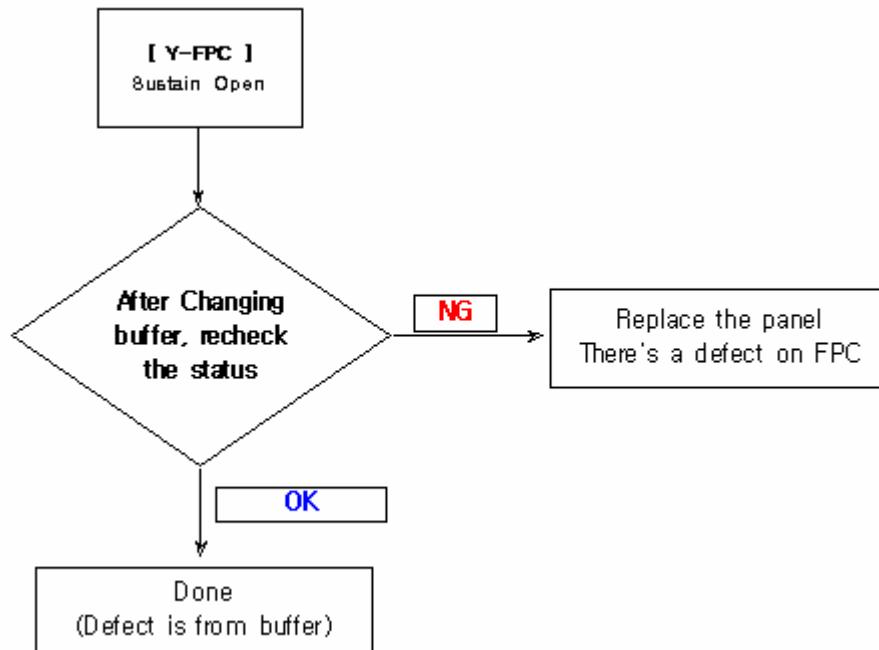 [ Y-FPC ]
Sustain Open
After Changing
buffer, recheck
the status
NG
Replace the panel
There's a defect on FPC
OK
Done
(Defect is from buffer)